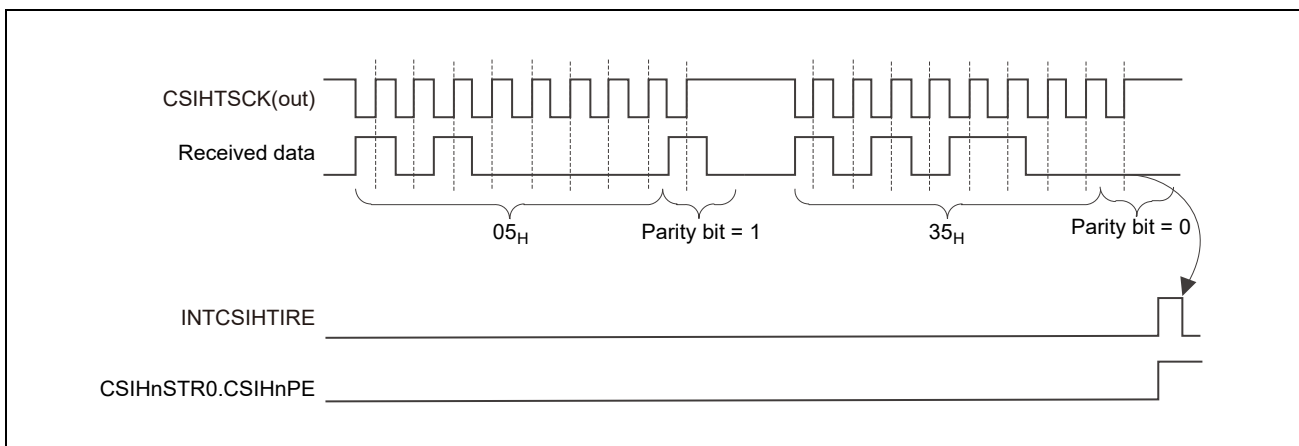 CSIHTSCK(out)
Received data
05H
Parity bit = 1
35H
Parity bit = 0
INTCSIHTIRE
CSIHnSTR0.CSIHnPE